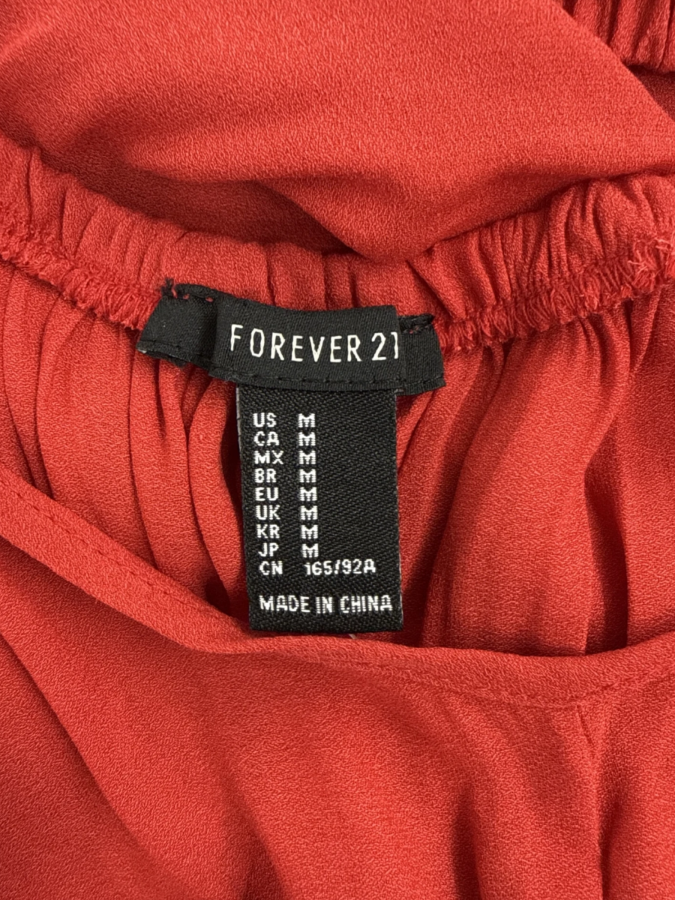 FOREVER 21
US M
CA M
MX M
BR M
EU M
UK M
KR M
JP M
CN 165/92A
MADE IN CHINA